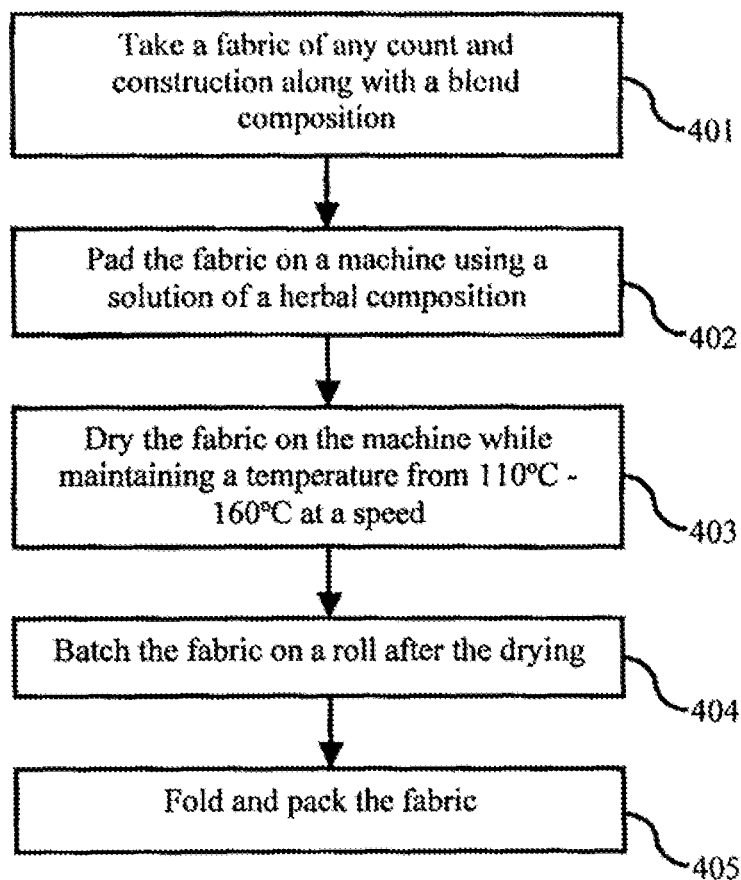 Take a fabric of any count and
construction along with a blend
composition
401
Pad the fabric on a machine using a
solution of a herbal composition
402
Dry the fabric on the machine while
maintaining a temperature from 110ºC -
160ºC at a speed
403
Batch the fabric on a roll after the drying
404
Fold and pack the fabric
405